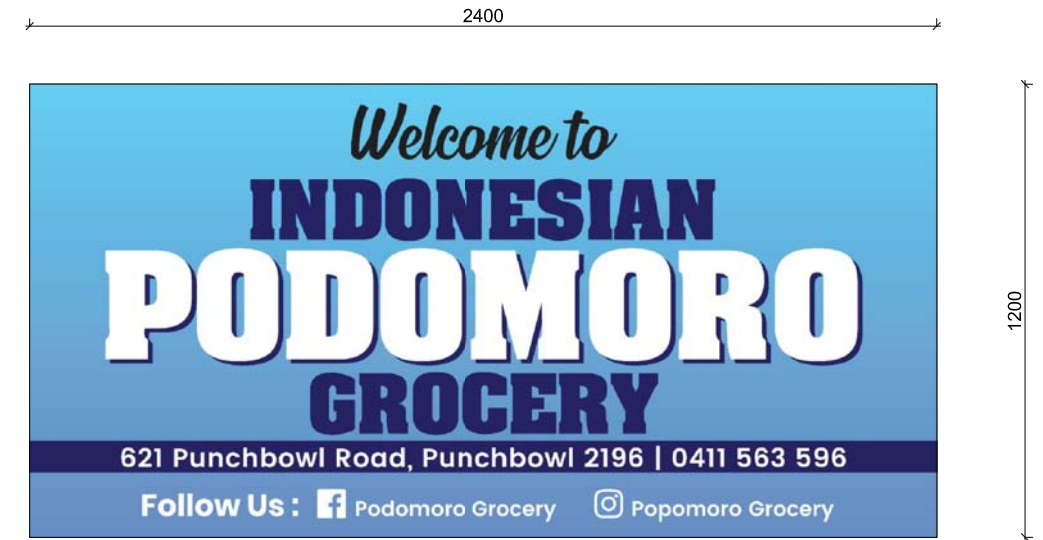 2400
1200
Welcome to
INDONESIAN
PODOMORO
GROCERY
621 Punchbowl Road, Punchbowl 2196 | 0411 563 596
Follow Us : Podomoro Grocery Popomoro Grocery